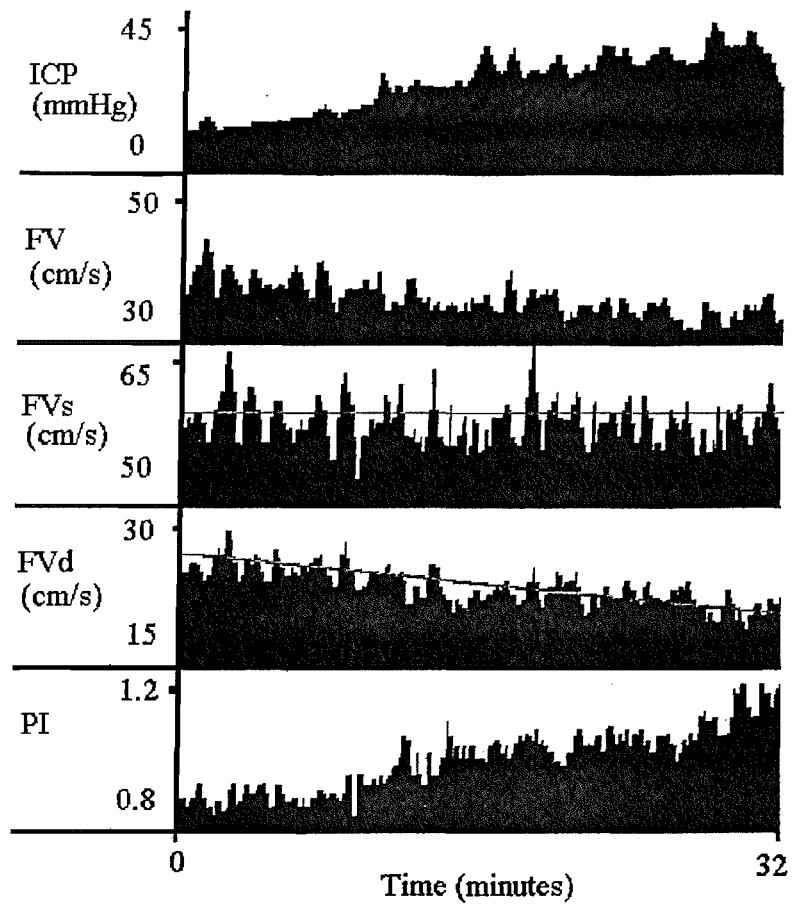 45
ICP
(mmHg)
0
50
FV
(cm/s)
30
65
FVs
(cm/s)
50
30
FVd
(cm/s)
15
1.2
PI
0.8
0
32
Time (minutes)